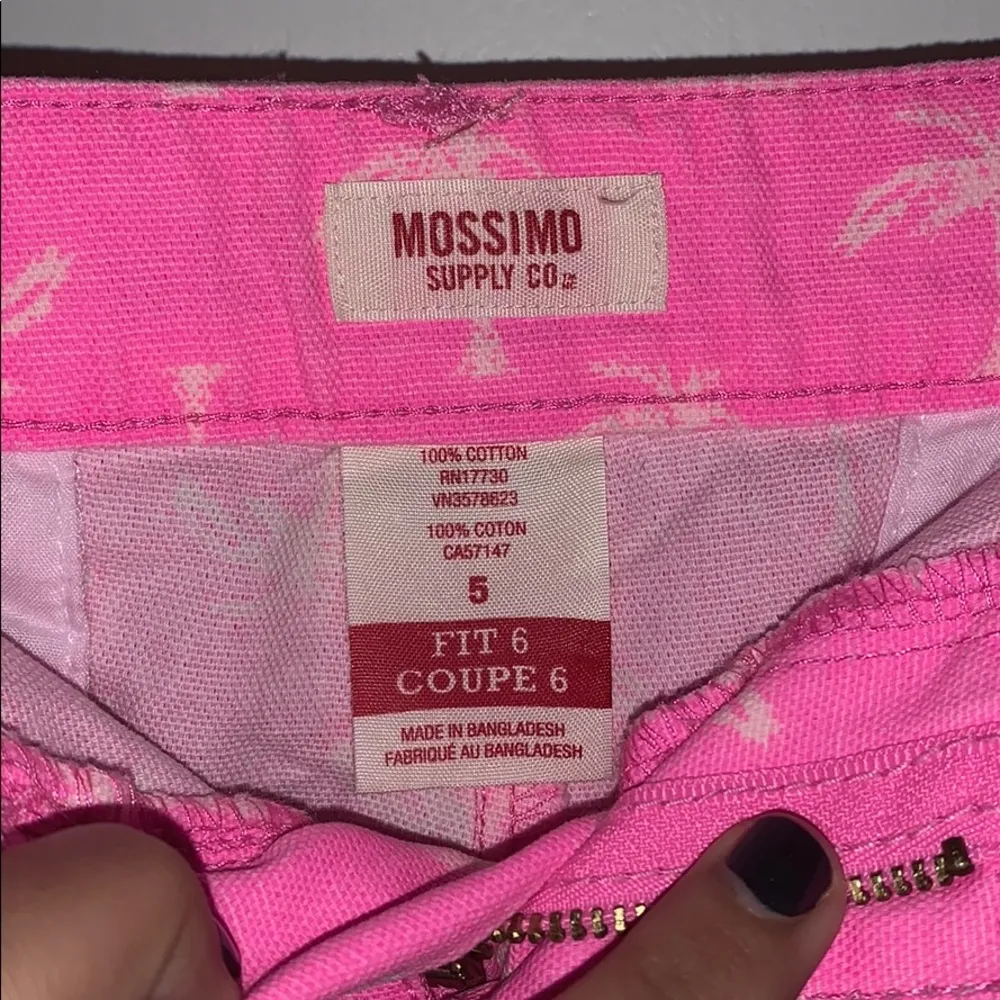 MOSSIMO
SUPPLY CO
100% COTTON
RN17730
VN3578623
100% COTON
CA57147
5
FIT 6
COUPE 6
MADE IN BANGLADESH
FABRIQUÉ AU BANGLADESH